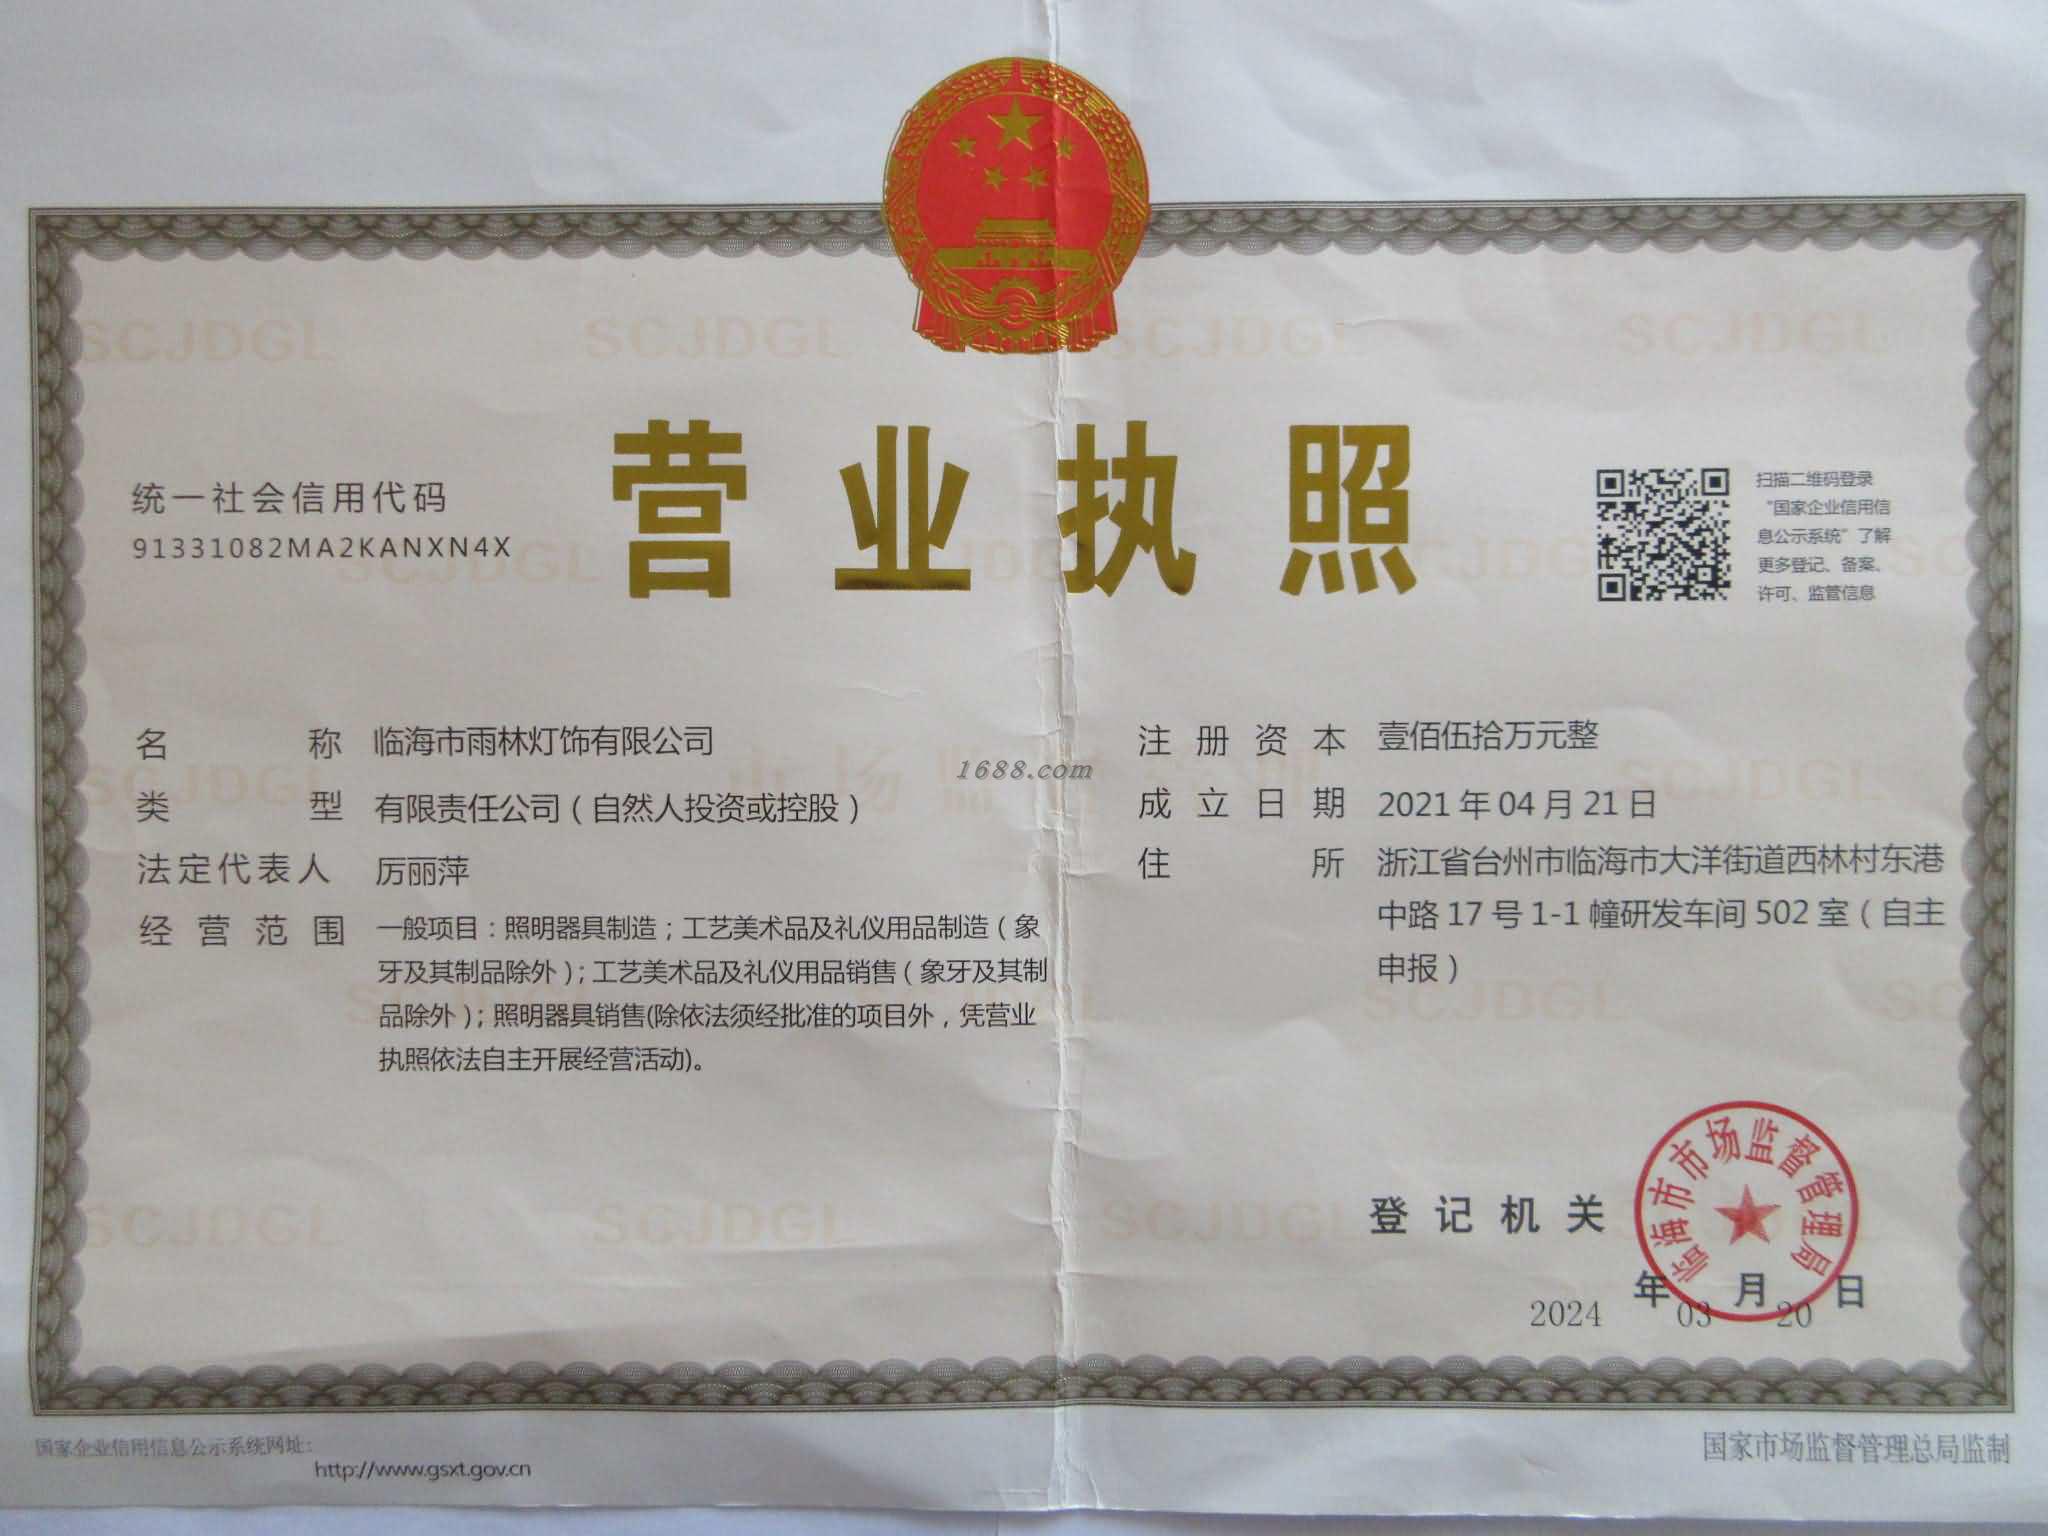 营业执照
统一社会信用代码
91331082MA2KANXN4X
扫描二维码登录
“国家企业信用信
息公示系统”了解
更多登记、备案、
许可、监管信息
名 称 临海市雨林灯饰有限公司
类 型 有限责任公司（自然人投资或控股）
法定代表人 厉丽萍
经营范围 一般项目：照明器具制造；工艺美术品及礼仪用品制造（象
牙及其制品除外）；工艺美术品及礼仪用品销售（象牙及其制
品除外）；照明器具销售(除依法须经批准的项目外，凭营业
执照依法自主开展经营活动)。
注册资本 壹佰伍拾万元整
成立日期 2021年04月21日
住 所 浙江省台州市临海市大洋街道西林村东港
中路17号1-1幢研发车间502室（自主
申报）
1688.com
登记机关
临海市市场监督管理局
2024年03月20日
国家企业信用信息公示系统网址：
http://www.gsxt.gov.cn
国家市场监督管理总局监制
SCJDGL SCJDGL SCJDGL SCJDGL